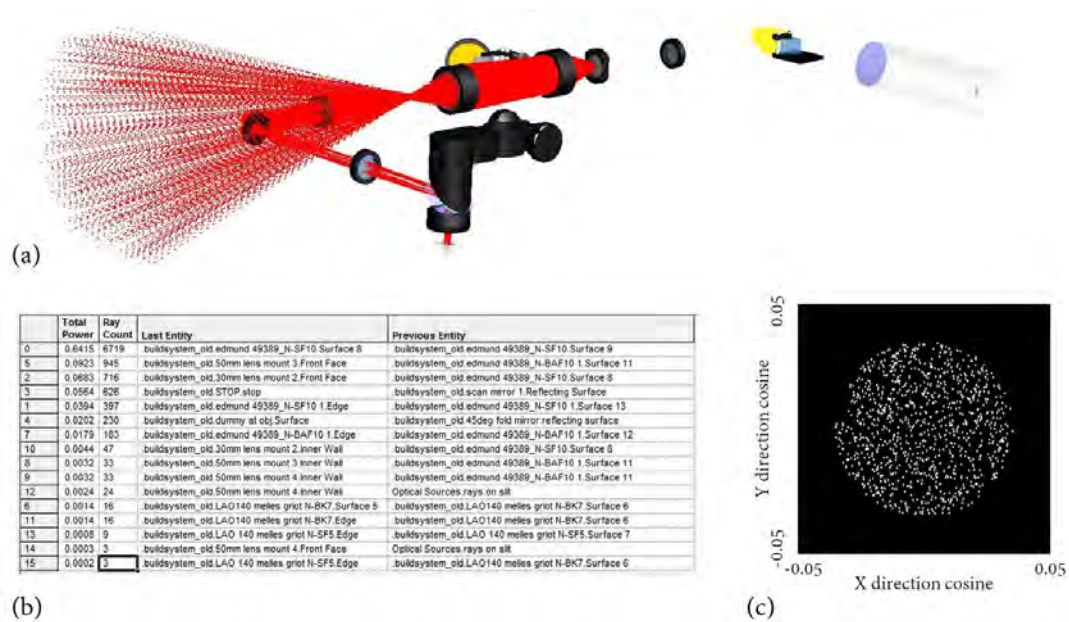 (a)
Total Power Ray Count Last Entity Previous Entity
0 0.6415 6719 .buildsystem_old.edmund 49389_N-SF10.Surface 8 .buildsystem_old.edmund 49389_N-SF10.Surface 9
5 0.0923 945 .buildsystem_old.50mm lens mount 3.Front Face .buildsystem_old.edmund 49389_N-BAF10 1.Surface 11
2 0.0683 716 .buildsystem_old.30mm lens mount 2.Front Face .buildsystem_old.edmund 49389_N-SF10.Surface 8
3 0.0564 626 .buildsystem_old.STOP.stop .buildsystem_old.scan mirror 1.Reflecting Surface
1 0.0394 397 .buildsystem_old.edmund 49389_N-SF10 1.Edge .buildsystem_old.edmund 49389_N-SF10 1.Surface 13
4 0.0202 230 .buildsystem_old.dummy at obj.Surface .buildsystem_old.45deg fold mirror.reflecting surface
7 0.0179 183 .buildsystem_old.edmund 49389_N-BAF10 1.Edge .buildsystem_old.edmund 49389_N-BAF10 1.Surface 12
10 0.0044 47 .buildsystem_old.30mm lens mount 2.Inner Wall .buildsystem_old.edmund 49389_N-SF10.Surface 8
8 0.0032 33 .buildsystem_old.50mm lens mount 3.Inner Wall .buildsystem_old.edmund 49389_N-BAF10 1.Surface 11
9 0.0032 33 .buildsystem_old.50mm lens mount 4.Inner Wall .buildsystem_old.edmund 49389_N-BAF10 1.Surface 11
12 0.0024 24 .buildsystem_old.50mm lens mount 4.Inner Wall Optical Sources.rays on slit
6 0.0014 16 .buildsystem_old.LAO140 melles griot N-BK7.Surface 5 .buildsystem_old.LAO140 melles griot N-BK7.Surface 6
11 0.0014 16 .buildsystem_old.LAO140 melles griot N-BK7.Edge .buildsystem_old.LAO140 melles griot N-BK7.Surface 6
13 0.0008 9 .buildsystem_old.LAO 140 melles griot N-SF5.Edge .buildsystem_old.LAO 140 melles griot N-SF5.Surface 7
14 0.0003 3 .buildsystem_old.50mm lens mount 4.Front Face Optical Sources.rays on slit
15 0.0002 3 .buildsystem_old.LAO 140 melles griot N-SF5.Edge .buildsystem_old.LAO140 melles griot N-BK7.Surface 6
(b)
0.05
Y direction cosine
-0.05
-0.05 0.05
X direction cosine
(c)